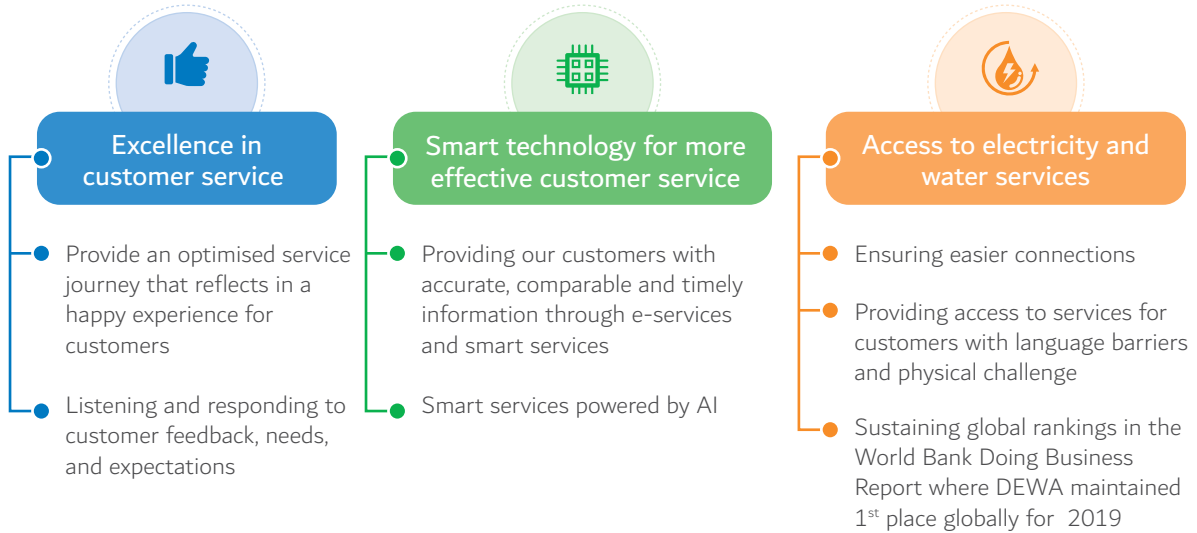 Excellence in
customer service
Provide an optimised service
journey that reflects in a
happy experience for
customers
Listening and responding to
customer feedback, needs,
and expectations
Smart technology for more
effective customer service
Providing our customers with
accurate, comparable and timely
information through e-services
and smart services
Smart services powered by AI
Access to electricity and
water services
Ensuring easier connections
Providing access to services for
customers with language barriers
and physical challenge
Sustaining global rankings in the
World Bank Doing Business
Report where DEWA maintained
1st place globally for 2019